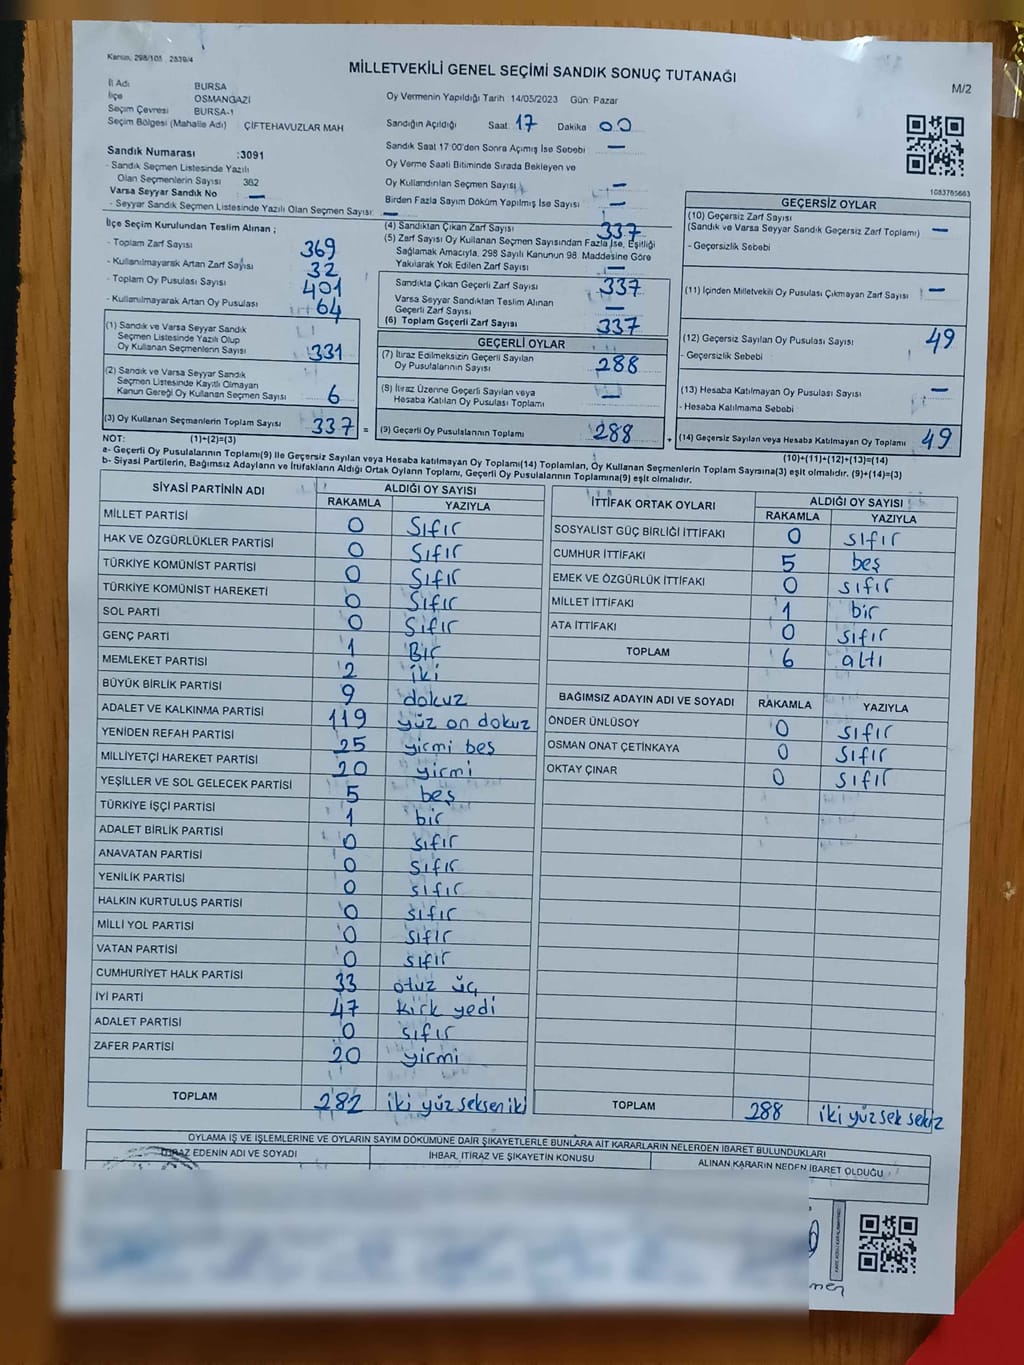 Kanun, 298/105 , 2839/4
MİLLETVEKİLİ GENEL SEÇİMİ SANDIK SONUÇ TUTANAĞI
M/2
İl Adı BURSA
İlçe OSMANGAZİ
Seçim Çevresi BURSA-1
Seçim Bölgesi (Mahalle Adı) ÇİFTEHAVUZLAR MAH
Sandık Numarası :3091
- Sandık Seçmen Listesinde Yazılı
Olan Seçmenlerin Sayısı 362
Varsa Seyyar Sandık No —
- Seyyar Sandık Seçmen Listesinde Yazılı Olan Seçmen Sayısı: —
Oy Vermenin Yapıldığı Tarih 14/05/2023 Gün: Pazar
Sandığın Açıldığı Saat 17 Dakika 00
Sandık Saat 17:00'den Sonra Açımış İse Sebebi —
Oy Verme Saati Bitiminde Sırada Bekleyen ve
Oy Kullandırılan Seçmen Sayısı —
Birden Fazla Sayım Döküm Yapılmış İse Sayısı —
1083765663
İlçe Seçim Kurulundan Teslim Alınan ;
- Toplam Zarf Sayısı 369
- Kullanılmayarak Artan Zarf Sayısı 32
- Toplam Oy Pusulası Sayısı 401
- Kullanılmayarak Artan Oy Pusulası 64
(1) Sandık ve Varsa Seyyar Sandık
Seçmen Listesinde Yazılı Olup
Oy Kullanan Seçmenlerin Sayısı 331
(2) Sandık ve Varsa Seyyar Sandık
Seçmen Listesinde Kayıtlı Olmayan
Kanun Gereği Oy Kullanan Seçmen Sayısı 6
(3) Oy Kullanan Seçmenlerin Toplam Sayısı 337 =
(4) Sandıktan Çıkan Zarf Sayısı 337
(5) Zarf Sayısı Oy Kullanan Seçmen Sayısından Fazla İse, Eşitliği
Sağlamak Amacıyla, 298 Sayılı Kanunun 98 Maddesine Göre
Yakılarak Yok Edilen Zarf Sayısı —
Sandıkta Çıkan Geçerli Zarf Sayısı 337
Varsa Seyyar Sandıktan Teslim Alınan
Geçerli Zarf Sayısı —
(6) Toplam Geçerli Zarf Sayısı 337
GEÇERLİ OYLAR
(7) İtiraz Edilmeksizin Geçerli Sayılan
Oy Pusulalarının Sayısı 288
(8) İtiraz Üzerine Geçerli Sayılan veya
Hesaba Katılan Oy Pusulası Toplamı —
(9) Geçerli Oy Pusulalarının Toplamı 288 +
GEÇERSİZ OYLAR
(10) Geçersiz Zarf Sayısı
(Sandık ve Varsa Seyyar Sandık Geçersiz Zarf Toplamı) —
- Geçersizlik Sebebi
(11) İçinden Milletvekili Oy Pusulası Çıkmayan Zarf Sayısı —
(12) Geçersiz Sayılan Oy Pusulası Sayısı 49
- Geçersizlik Sebebi
(13) Hesaba Katılmayan Oy Pusulası Sayısı —
- Hesaba Katılmama Sebebi
(14) Geçersiz Sayılan veya Hesaba Katılmayan Oy Toplamı 49
NOT: (1)+(2)=(3) (10)+(11)+(12)+(13)=(14)
a- Geçerli Oy Pusulalarının Toplamı(9) ile Geçersiz Sayılan veya Hesaba katılmayan Oy Toplamı(14) Toplamları, Oy Kullanan Seçmenlerin Toplam Sayısına(3) eşit olmalıdır. (9)+(14)=(3)
b- Siyasi Partilerin, Bağımsız Adayların ve İttifakların Aldığı Ortak Oyların Toplamı, Geçerli Oy Pusulalarının Toplamına(9) eşit olmalıdır.
SİYASİ PARTİNİN ADI ALDIĞI OY SAYISI
RAKAMLA YAZIYLA
MİLLET PARTİSİ 0 Sıfır
HAK VE ÖZGÜRLÜKLER PARTİSİ 0 Sıfır
TÜRKİYE KOMÜNİST PARTİSİ 0 Sıfır
TÜRKİYE KOMÜNİST HAREKETİ 0 Sıfır
SOL PARTİ 0 Sıfır
GENÇ PARTİ 1 Bir
MEMLEKET PARTİSİ 2 iki
BÜYÜK BİRLİK PARTİSİ 9 dokuz
ADALET VE KALKINMA PARTİSİ 119 yüz on dokuz
YENİDEN REFAH PARTİSİ 25 yirmi beş
MİLLİYETÇİ HAREKET PARTİSİ 20 yirmi
YEŞİLLER VE SOL GELECEK PARTİSİ 5 beş
TÜRKİYE İŞÇİ PARTİSİ 1 bir
ADALET BİRLİK PARTİSİ 0 sıfır
ANAVATAN PARTİSİ 0 sıfır
YENİLİK PARTİSİ 0 sıfır
HALKIN KURTULUŞ PARTİSİ 0 sıfır
MİLLİ YOL PARTİSİ 0 sıfır
VATAN PARTİSİ 0 sıfır
CUMHURİYET HALK PARTİSİ 33 otuz üç
İYİ PARTİ 47 kırk yedi
ADALET PARTİSİ 0 sıfır
ZAFER PARTİSİ 20 yirmi
TOPLAM 282 iki yüz seksen iki
İTTİFAK ORTAK OYLARI ALDIĞI OY SAYISI
RAKAMLA YAZIYLA
SOSYALİST GÜÇ BİRLİĞİ İTTİFAKI 0 sıfır
CUMHUR İTTİFAKI 5 beş
EMEK VE ÖZGÜRLÜK İTTİFAKI 0 sıfır
MİLLET İTTİFAKI 1 bir
ATA İTTİFAKI 0 sıfır
TOPLAM 6 altı
BAĞIMSIZ ADAYIN ADI VE SOYADI RAKAMLA YAZIYLA
ÖNDER ÜNLÜSOY 0 sıfır
OSMAN ONAT ÇETİNKAYA 0 sıfır
OKTAY ÇINAR 0 sıfır
TOPLAM 288 iki yüz sek sekiz
OYLAMA İŞ VE İŞLEMLERİNE VE OYLARIN SAYIM DÖKÜMÜNE DAİR ŞİKAYETLERLE BUNLARA AİT KARARLARIN NELERDEN İBARET BULUNDUKLARI
İTİRAZ EDENİN ADI VE SOYADI İHBAR, İTİRAZ VE ŞİKAYETİN KONUSU ALINAN KARARIN NEDEN İBARET OLDUĞU